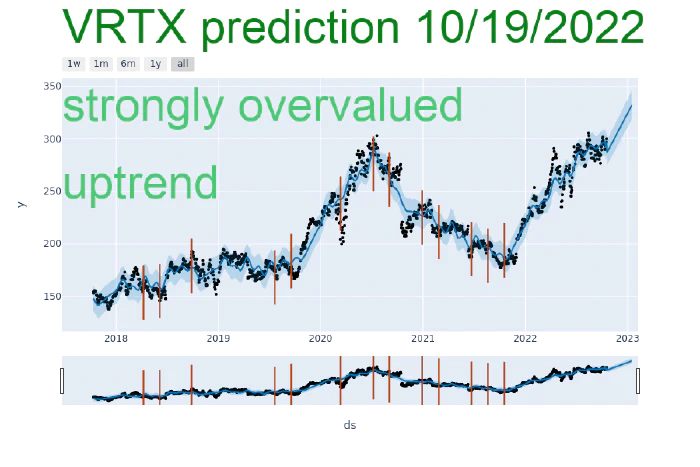 VRTX prediction 10/19/2022
1w 1m 6m 1y all
350
strongly overvalued
300
uptrend
250
y
200
150
2018 2019 2020 2021 2022 2023
ds